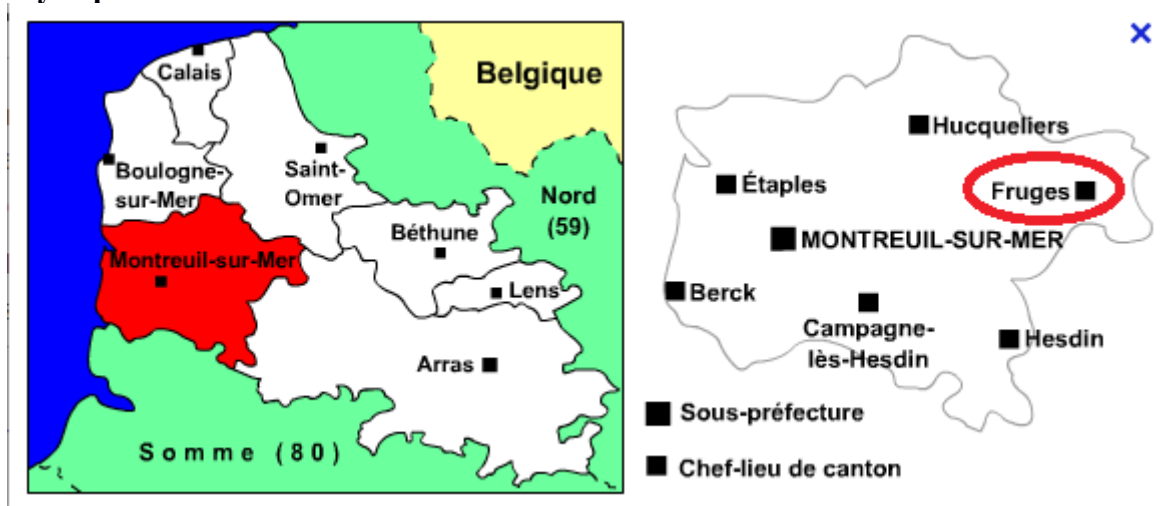 Calais
Belgique
Boulogne-
sur-Mer
Saint-
Omer
Nord
(59)
Béthune
Montreuil-sur-Mer
Lens
Arras
Somme (80)
×
Hucqueliers
Étaples
Fruges
MONTREUIL-SUR-MER
Berck
Campagne-
lès-Hesdin
Hesdin
Sous-préfecture
Chef-lieu de canton